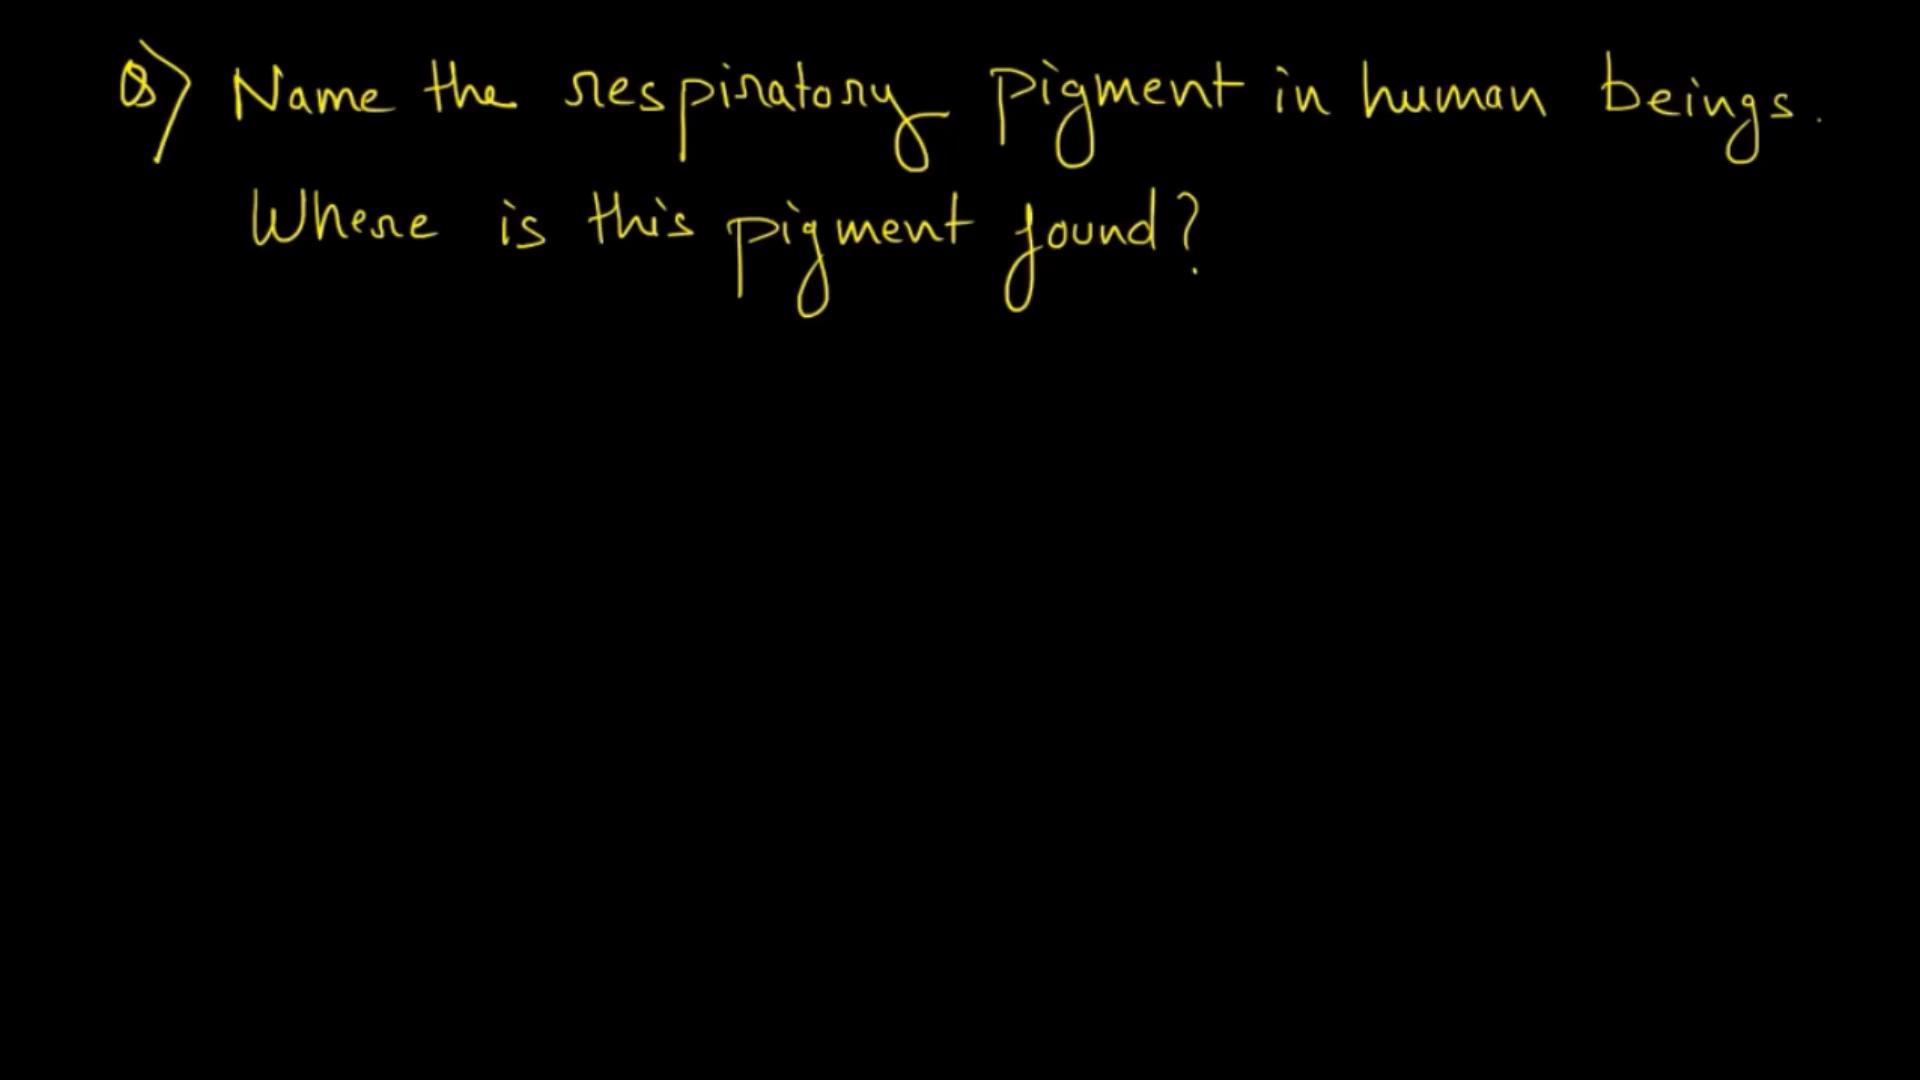 Q) Name the respiratory pigment in human beings.
Where is this pigment found?